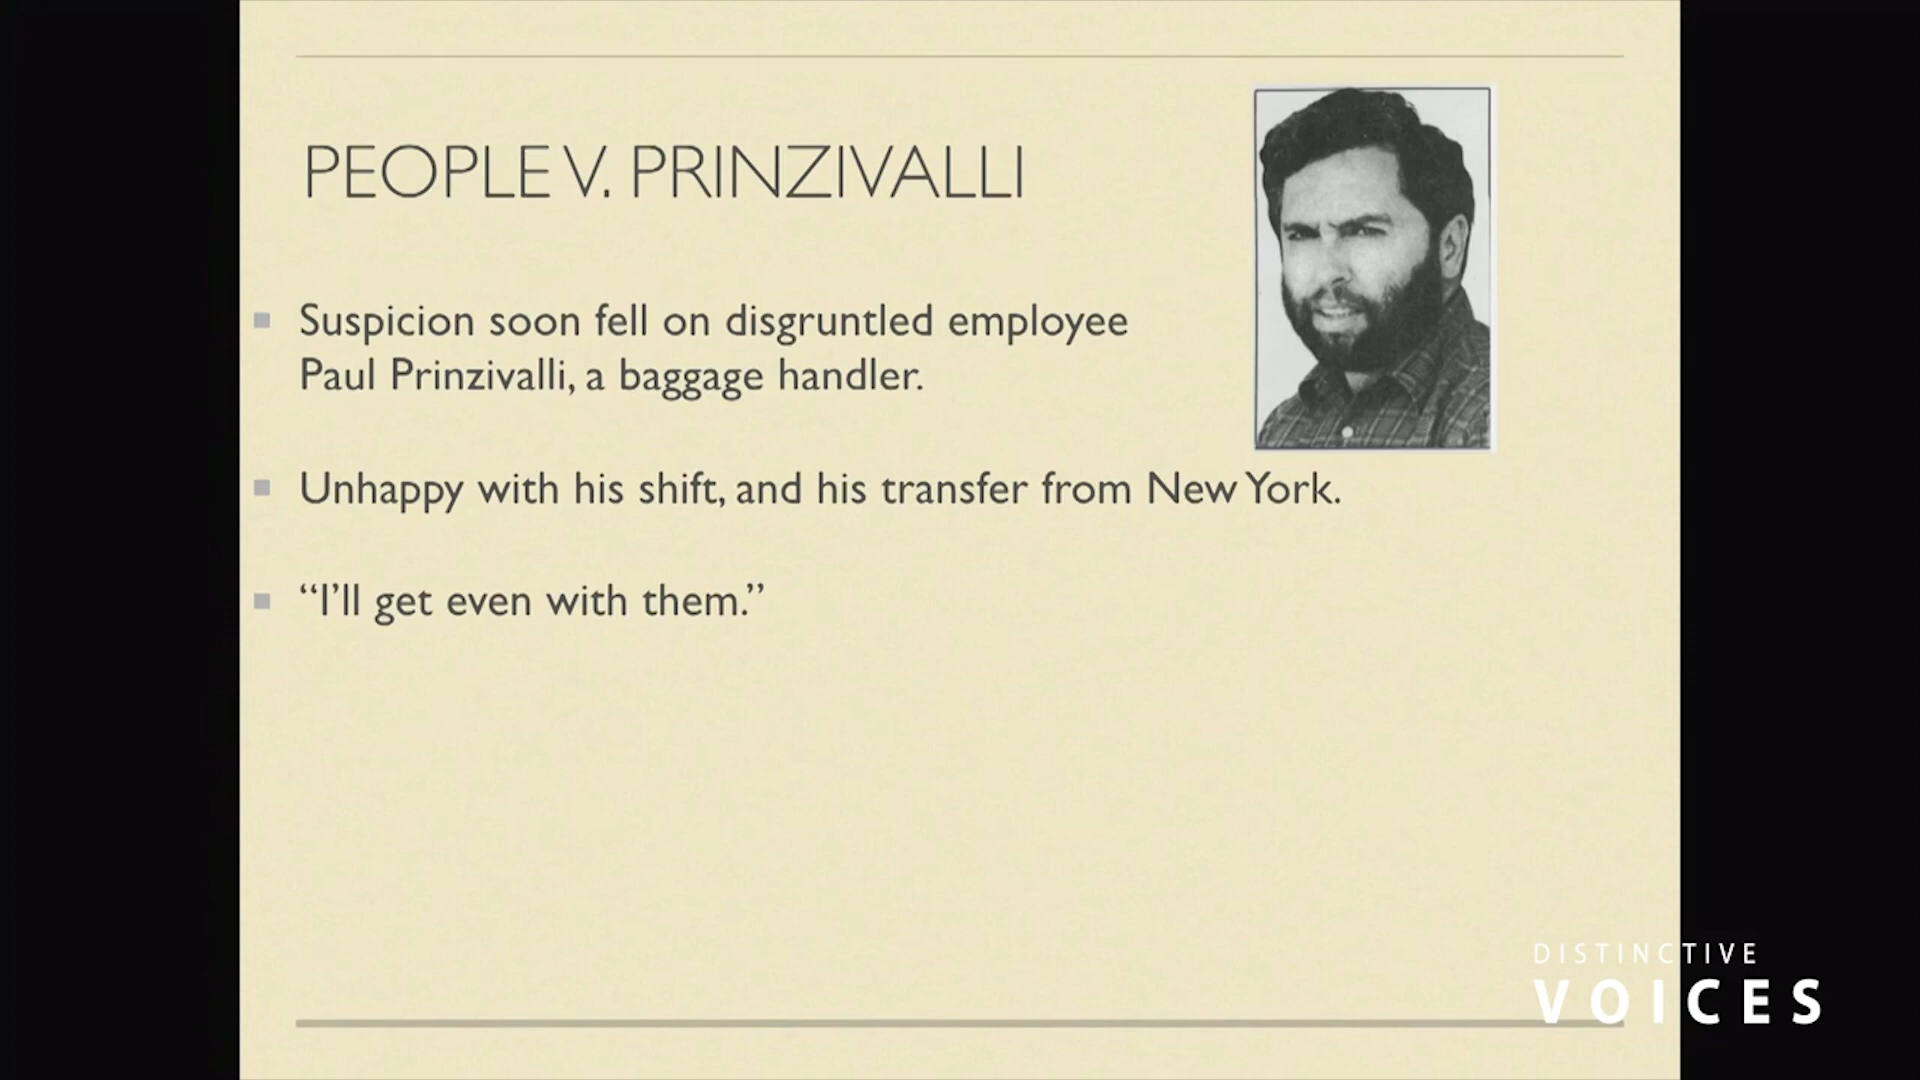 PEOPLE V. PRINZIVALLI
Suspicion soon fell on disgruntled employee
Paul Prinzivalli, a baggage handler.
Unhappy with his shift, and his transfer from New York.
“I’ll get even with them.”
DISTINCTIVE
VOICES